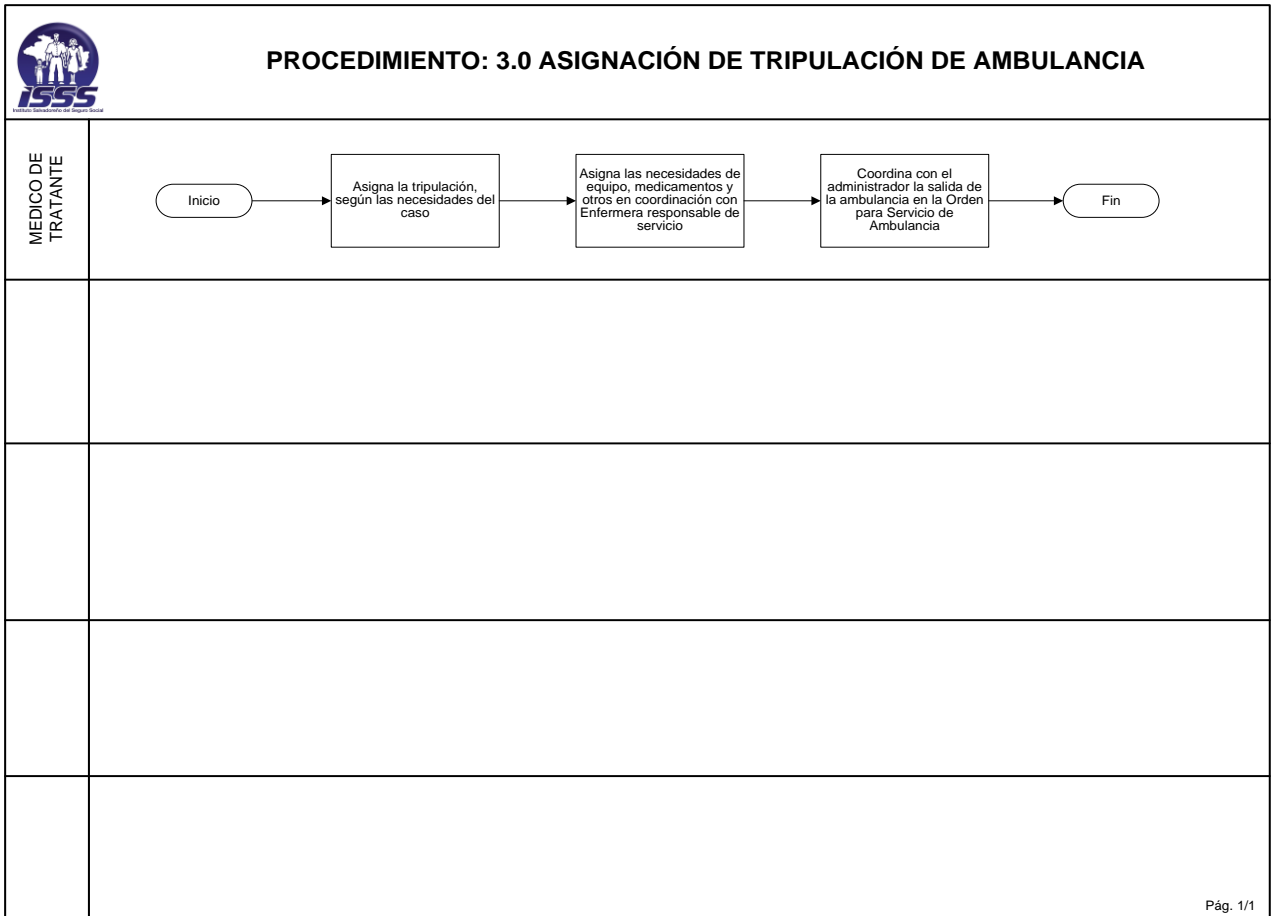 PROCEDIMIENTO: 3.0 ASIGNACIÓN DE TRIPULACIÓN DE AMBULANCIA
ISSS
Instituto Salvadoreño del Seguro Social
MEDICO DE
TRATANTE
Inicio
Asigna la tripulación,
según las necesidades del
caso
Asigna las necesidades de
equipo, medicamentos y
otros en coordinación con
Enfermera responsable de
servicio
Coordina con el
administrador la salida de
la ambulancia en la Orden
para Servicio de
Ambulancia
Fin
Pág. 1/1